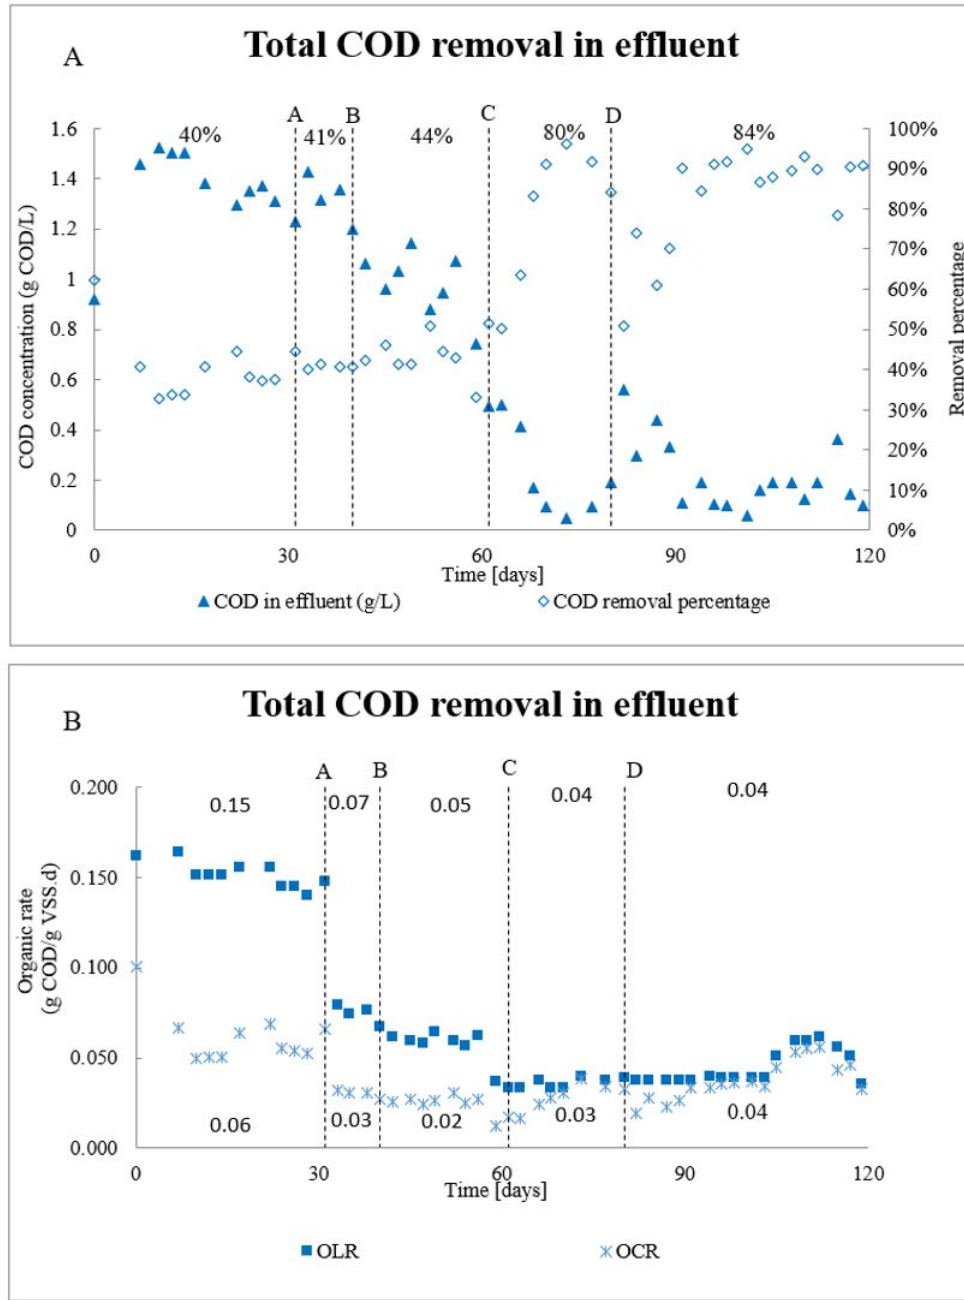 Total COD removal in effluent
A
A
B
C
D
40%
41%
44%
80%
84%
1.6
1.4
1.2
1
0.8
0.6
0.4
0.2
0
100%
90%
80%
70%
60%
50%
40%
30%
20%
10%
0%
COD concentration (g COD/L)
Removal percentage
0
30
60
90
120
Time [days]
COD in effluent (g/L)
COD removal percentage
Total COD removal in effluent
B
A
B
C
D
0.15
0.07
0.05
0.04
0.04
0.200
0.150
0.100
0.050
0.000
Organic rate
(g COD/g VSS.d)
0.06
0.03
0.02
0.03
0.04
0
30
60
90
120
Time [days]
OLR
OCR